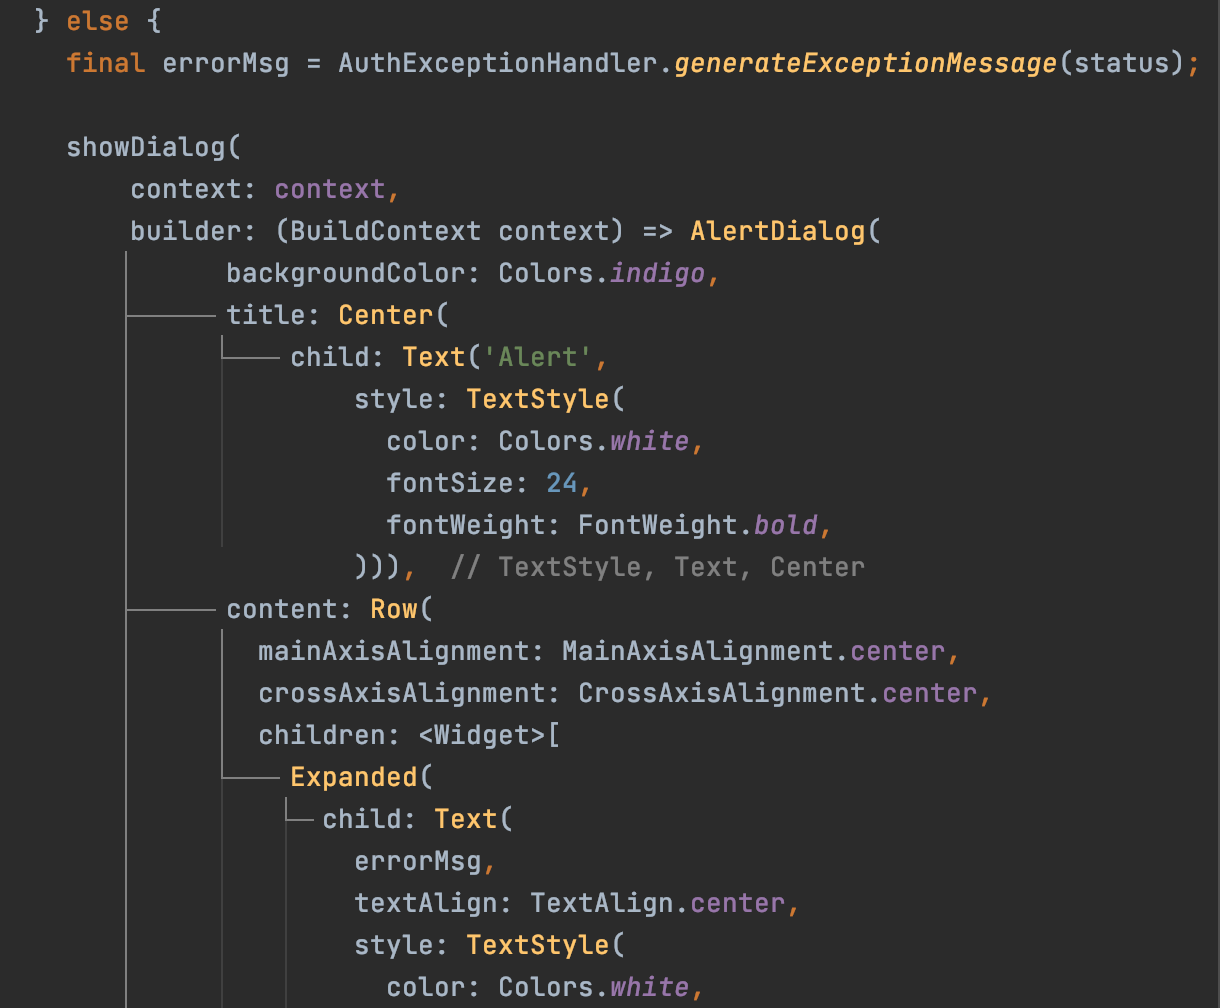 } else {
final errorMsg = AuthExceptionHandler.generateExceptionMessage(status);
showDialog(
context: context,
builder: (BuildContext context) => AlertDialog(
backgroundColor: Colors.indigo,
title: Center(
child: Text('Alert',
style: TextStyle(
color: Colors.white,
fontSize: 24,
fontWeight: FontWeight.bold,
))), // TextStyle, Text, Center
content: Row(
mainAxisAlignment: MainAxisAlignment.center,
crossAxisAlignment: CrossAxisAlignment.center,
children: <Widget>[
Expanded(
child: Text(
errorMsg,
textAlign: TextAlign.center,
style: TextStyle(
color: Colors.white,